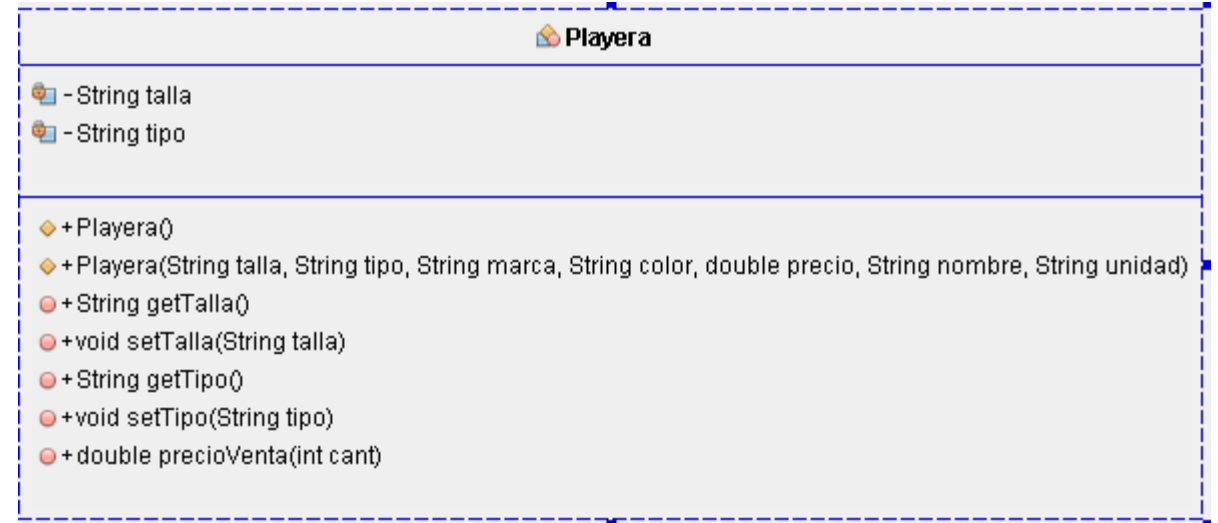 Playera
- String talla
- String tipo
+ Playera()
+ Playera(String talla, String tipo, String marca, String color, double precio, String nombre, String unidad)
+ String getTalla()
+ void setTalla(String talla)
+ String getTipo()
+ void setTipo(String tipo)
+ double precioVenta(int cant)